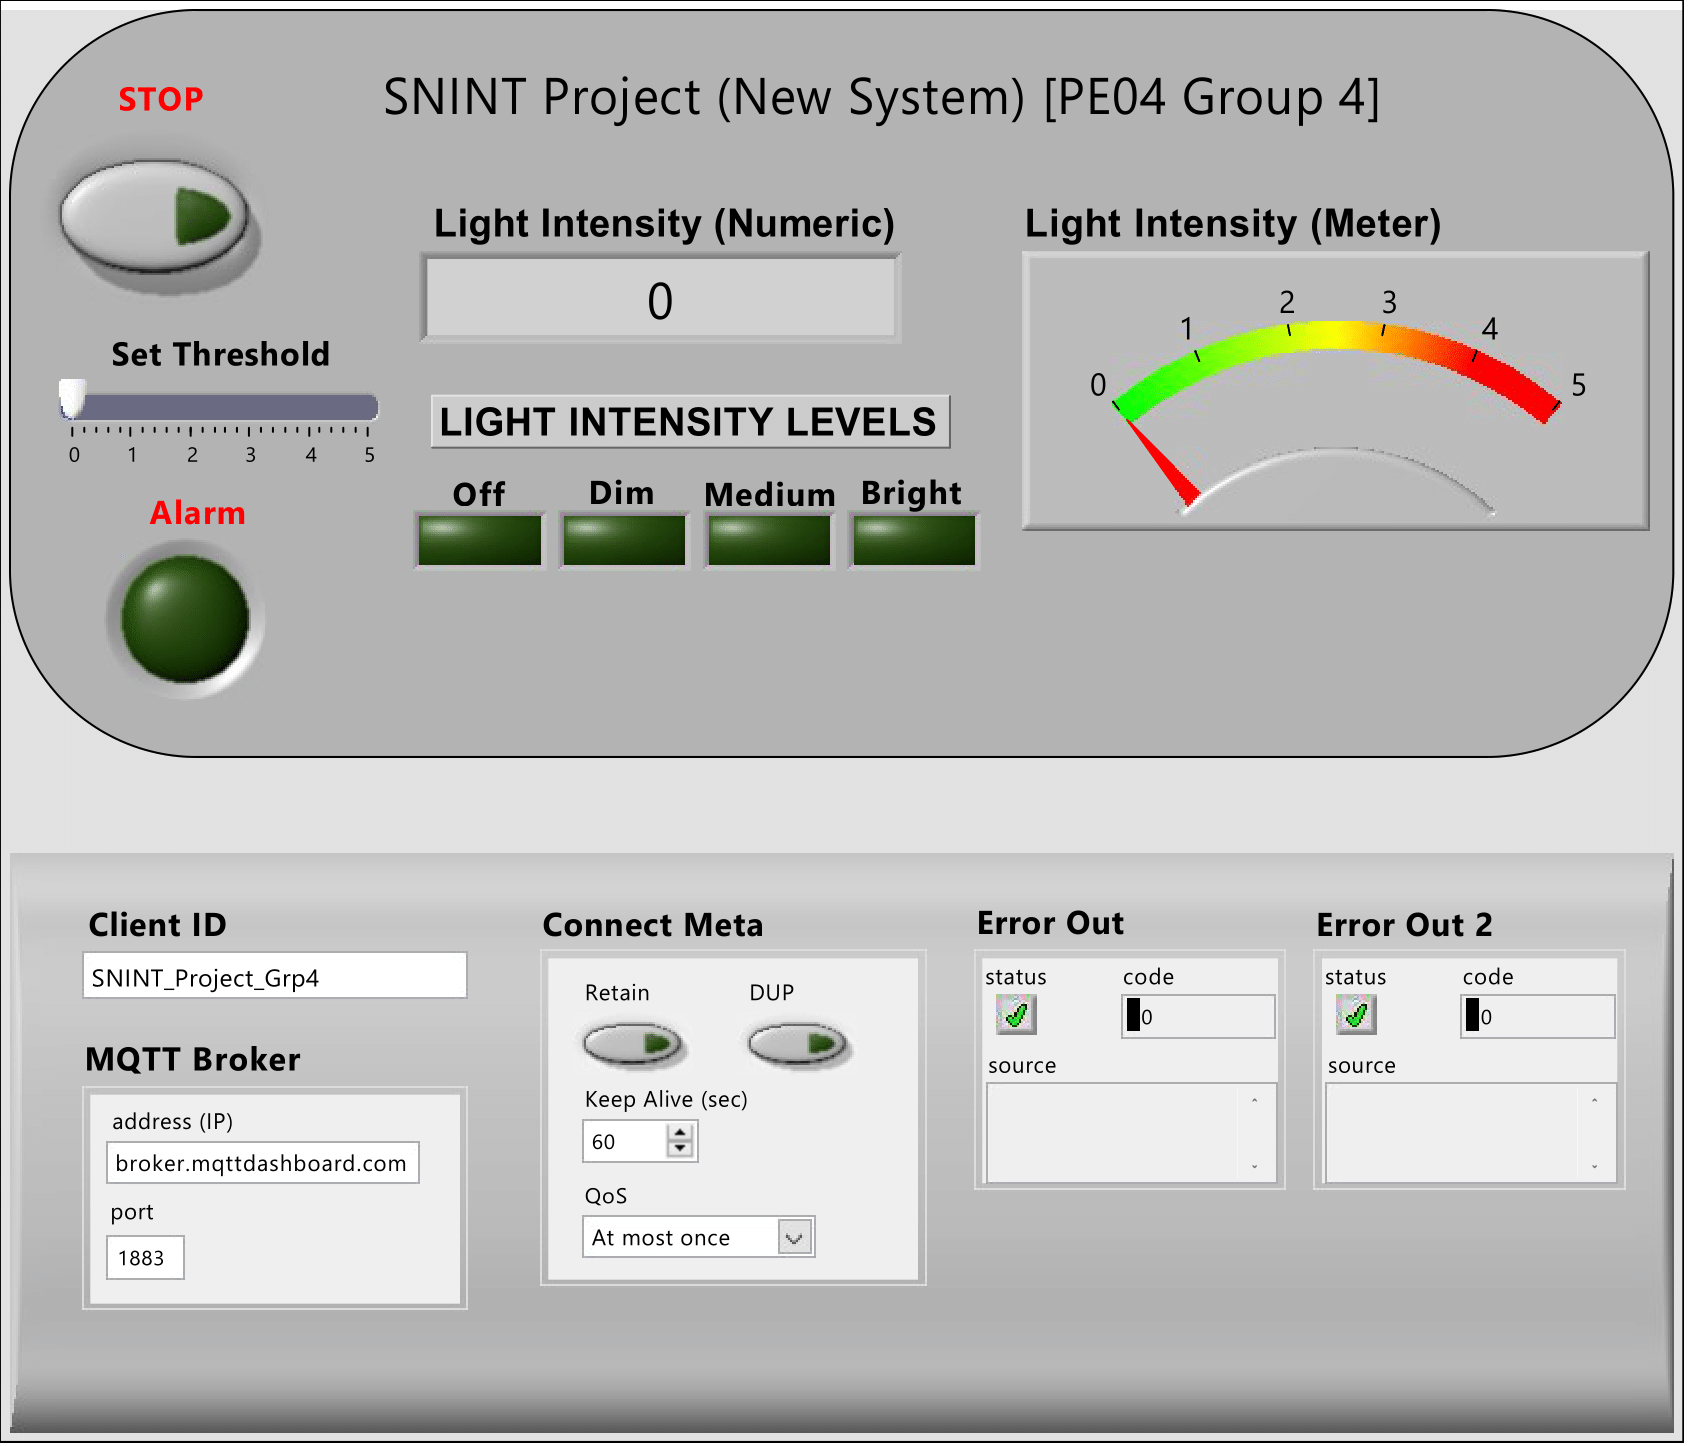 SNINT Project (New System) [PE04 Group 4]
STOP
Light Intensity (Numeric)
0
Light Intensity (Meter)
0 1 2 3 4 5
Set Threshold
0 1 2 3 4 5
LIGHT INTENSITY LEVELS
Off Dim Medium Bright
Alarm
Client ID
SNINT_Project_Grp4
MQTT Broker
address (IP)
broker.mqttdashboard.com
port
1883
Connect Meta
Retain DUP
Keep Alive (sec)
60
QoS
At most once
Error Out
status code
0
source
Error Out 2
status code
0
source